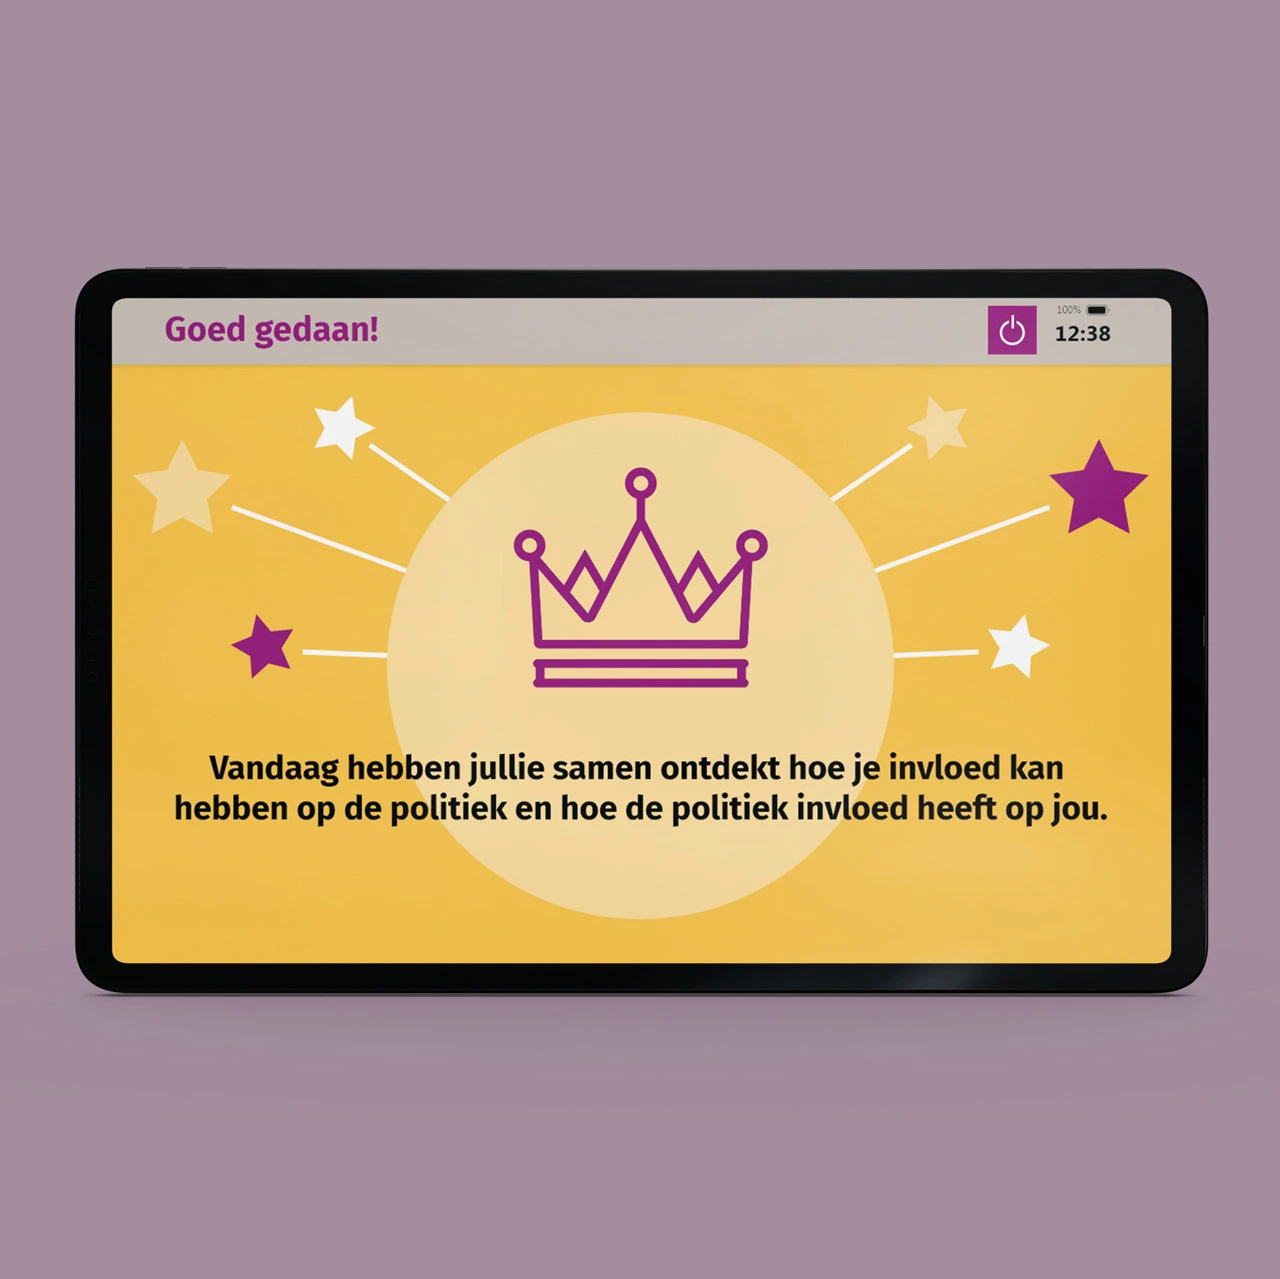 Goed gedaan!
100%
12:38
Vandaag hebben jullie samen ontdekt hoe je invloed kan
hebben op de politiek en hoe de politiek invloed heeft op jou.